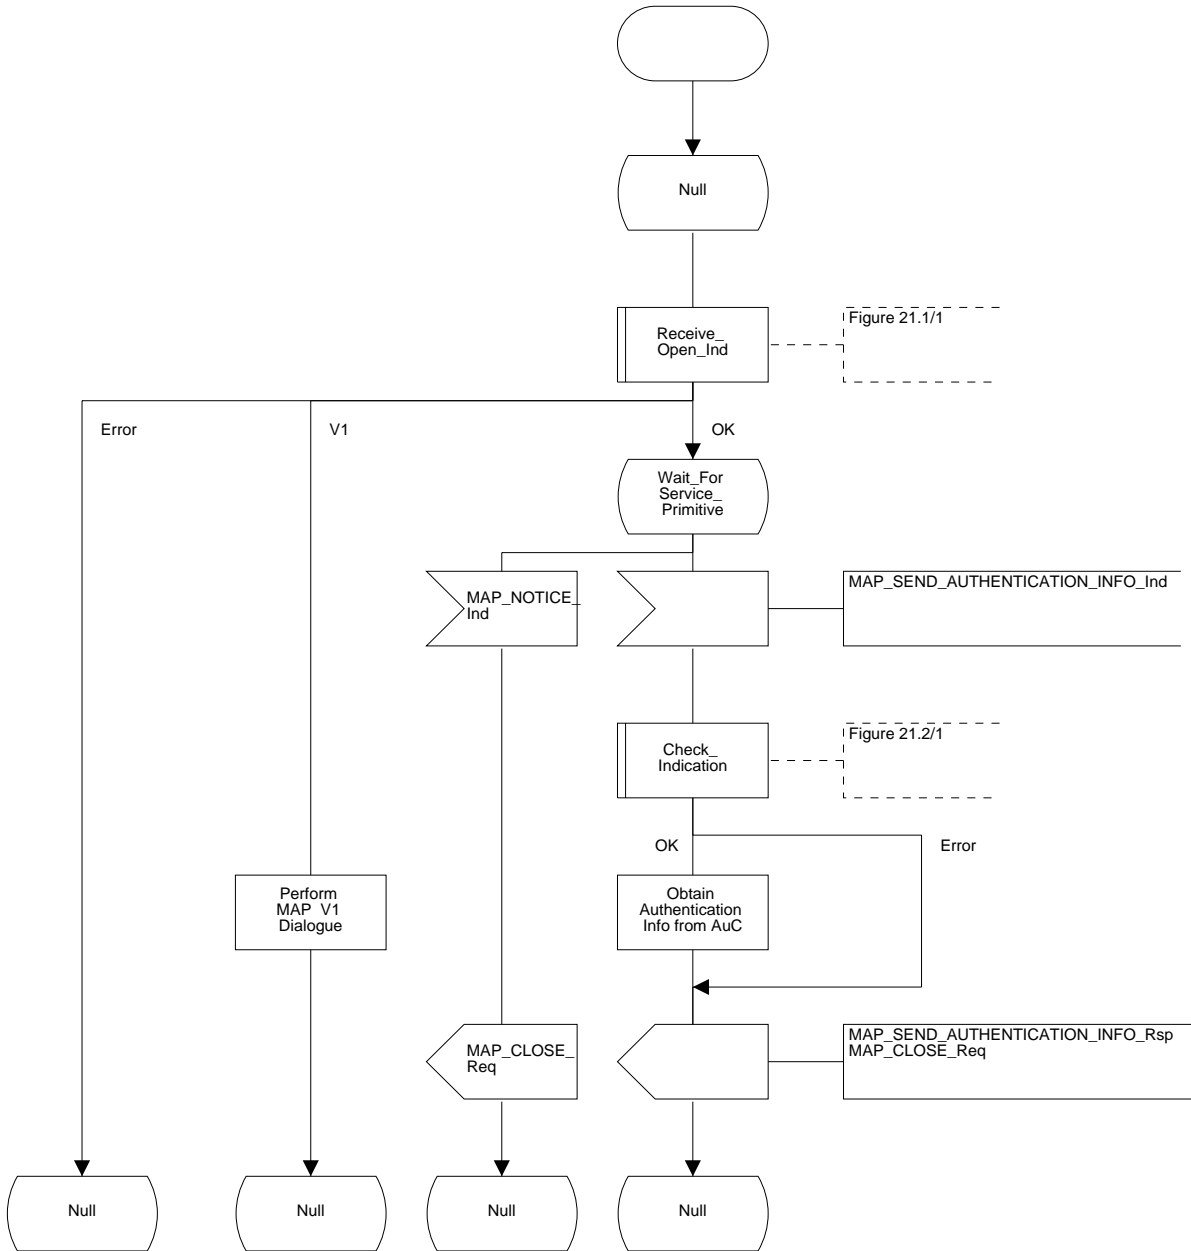 Null
Receive_
Open_Ind
Figure 21.1/1
Error
V1
OK
Wait_For
Service_
Primitive
MAP_NOTICE_
Ind
MAP_SEND_AUTHENTICATION_INFO_Ind
Check_
Indication
Figure 21.2/1
OK
Error
Perform
MAP V1
Dialogue
Obtain
Authentication
Info from AuC
MAP_CLOSE_
Req
MAP_SEND_AUTHENTICATION_INFO_Rsp
MAP_CLOSE_Req
Null
Null
Null
Null